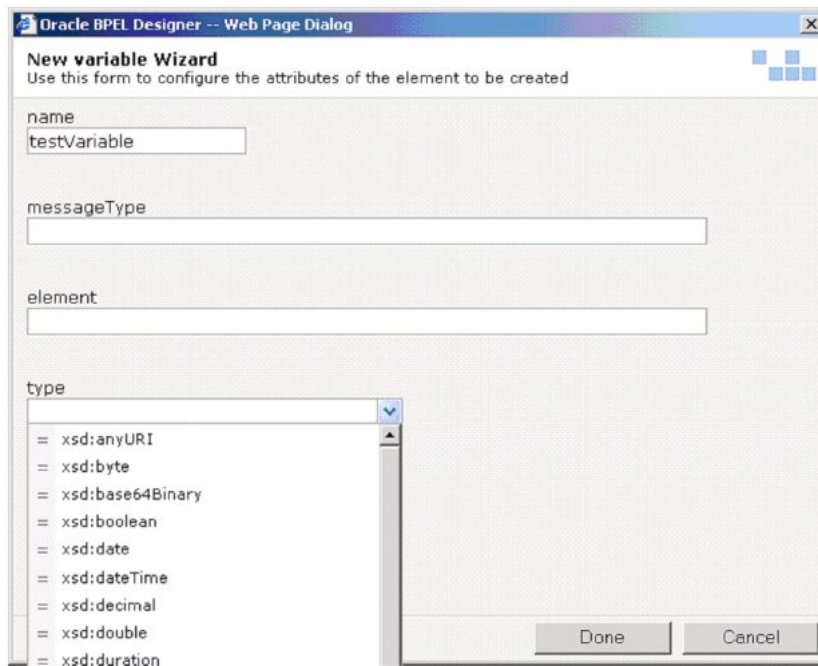 Oracle BPEL Designer -- Web Page Dialog
New variable Wizard
Use this form to configure the attributes of the element to be created
name
testVariable
messageType
element
type
= xsd:anyURI
= xsd:byte
= xsd:base64Binary
= xsd:boolean
= xsd:date
= xsd:dateTime
= xsd:decimal
= xsd:double
= xsd:duration
Done Cancel